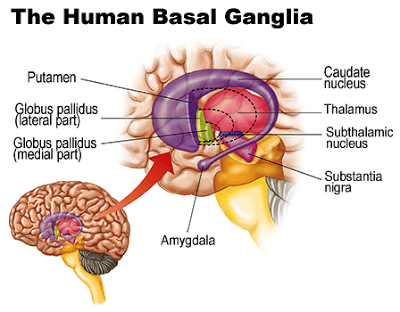 The Human Basal Ganglia
Putamen
Globus pallidus
(lateral part)
Globus pallidus
(medial part)
Caudate
nucleus
Thalamus
Subthalamic
nucleus
Substantia
nigra
Amygdala